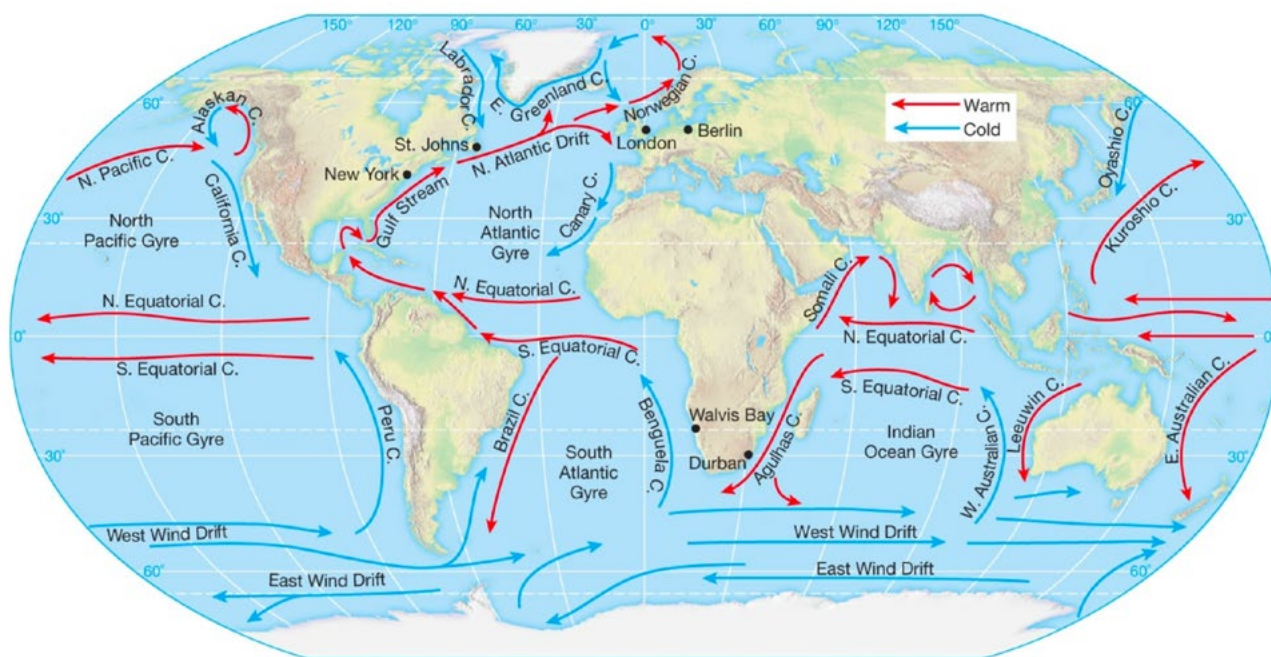 150° 120° 90° 60° 30° 0° 30° 60° 90° 120° 150°
Labrador C.
E. Greenland C.
Norwegian C.
Alaskan C.
60°
60°
Warm
Cold
St. Johns
N. Atlantic Drift
London
Berlin
Oyashio C.
N. Pacific C.
New York
Gulf Stream
California C.
Canary C.
Kuroshio C.
30°
30°
North
Pacific Gyre
North
Atlantic
Gyre
Somali C.
N. Equatorial C.
N. Equatorial C.
N. Equatorial C.
0°
0°
S. Equatorial C.
S. Equatorial C.
S. Equatorial C.
Peru C.
Brazil C.
Benguela C.
Walvis Bay
Durban
Agulhas C.
Leeuwin C.
W. Australian C.
E. Australian C.
South
Pacific Gyre
South
Atlantic
Gyre
Indian
Ocean Gyre
30°
30°
West Wind Drift
West Wind Drift
East Wind Drift
East Wind Drift
60°
60°